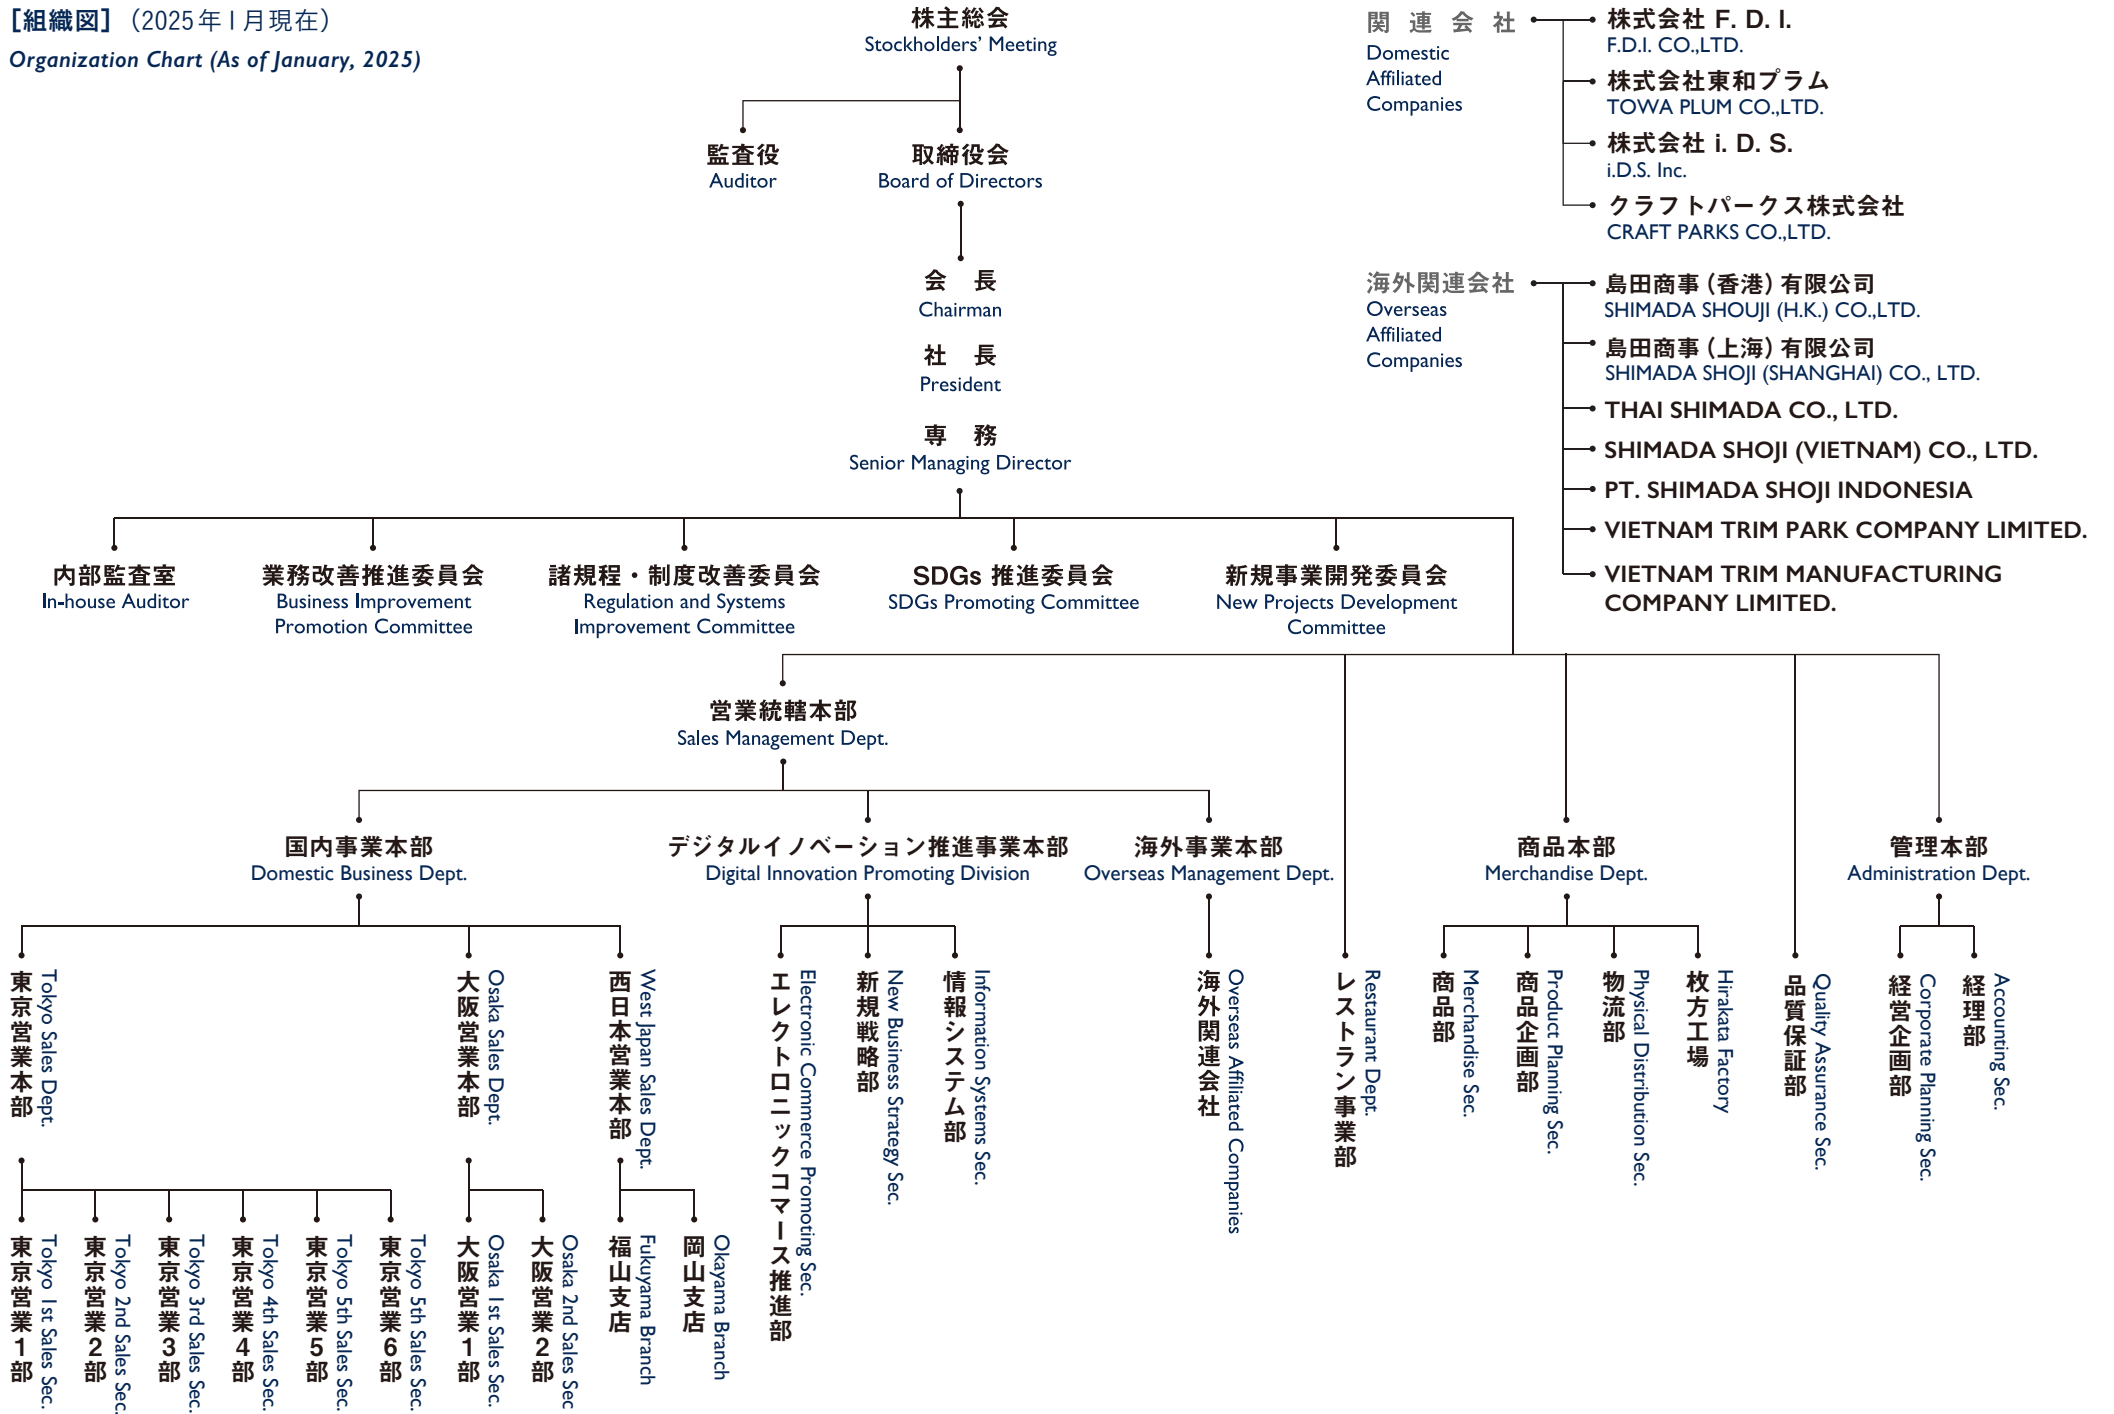 [組織図]（2025年1月現在）
Organization Chart (As of January, 2025)
株主総会
Stockholders’ Meeting
監査役
Auditor
取締役会
Board of Directors
会　長
Chairman
社　長
President
専　務
Senior Managing Director
関連会社
Domestic
Affiliated
Companies
株式会社 F. D. I.
F.D.I. CO.,LTD.
株式会社東和プラム
TOWA PLUM CO.,LTD.
株式会社 i. D. S.
i.D.S. Inc.
クラフトパークス株式会社
CRAFT PARKS CO.,LTD.
海外関連会社
Overseas
Affiliated
Companies
島田商事（香港）有限公司
SHIMADA SHOUJI (H.K.) CO.,LTD.
島田商事（上海）有限公司
SHIMADA SHOJI (SHANGHAI) CO., LTD.
THAI SHIMADA CO., LTD.
SHIMADA SHOJI (VIETNAM) CO., LTD.
PT. SHIMADA SHOJI INDONESIA
VIETNAM TRIM PARK COMPANY LIMITED.
VIETNAM TRIM MANUFACTURING
COMPANY LIMITED.
内部監査室
In-house Auditor
業務改善推進委員会
Business Improvement
Promotion Committee
諸規程・制度改善委員会
Regulation and Systems
Improvement Committee
SDGs 推進委員会
SDGs Promoting Committee
新規事業開発委員会
New Projects Development
Committee
営業統轄本部
Sales Management Dept.
国内事業本部
Domestic Business Dept.
デジタルイノベーション推進事業本部
Digital Innovation Promoting Division
海外事業本部
Overseas Management Dept.
商品本部
Merchandise Dept.
管理本部
Administration Dept.
東京営業本部
Tokyo Sales Dept.
大阪営業本部
Osaka Sales Dept.
西日本営業本部
West Japan Sales Dept.
エレクトロニックコマース推進部
Electronic Commerce Promoting Sec.
新規戦略部
New Business Strategy Sec.
情報システム部
Information Systems Sec.
海外関連会社
Overseas Affiliated Companies
レストラン事業部
Restaurant Dept.
商品部
Merchandise Sec.
商品企画部
Product Planning Sec.
物流部
Physical Distribution Sec.
枚方工場
Hirakata Factory
品質保証部
Quality Assurance Sec.
経営企画部
Corporate Planning Sec.
経理部
Accounting Sec.
東京営業1部
Tokyo 1st Sales Sec.
東京営業2部
Tokyo 2nd Sales Sec.
東京営業3部
Tokyo 3rd Sales Sec.
東京営業4部
Tokyo 4th Sales Sec.
東京営業5部
Tokyo 5th Sales Sec.
東京営業6部
Tokyo 5th Sales Sec.
大阪営業1部
Osaka 1st Sales Sec.
大阪営業2部
Osaka 2nd Sales Sec
福山支店
Fukuyama Branch
岡山支店
Okayama Branch